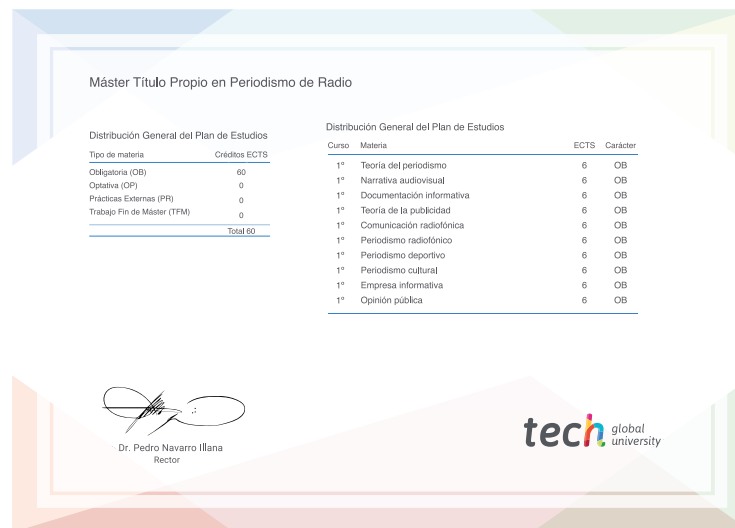 Máster Título Propio en Periodismo de Radio
Distribución General del Plan de Estudios
Tipo de materia Créditos ECTS
Obligatoria (OB) 60
Optativa (OP) 0
Prácticas Externas (PR) 0
Trabajo Fin de Máster (TFM) 0
Total 60
Distribución General del Plan de Estudios
Curso Materia ECTS Carácter
1º Teoría del periodismo 6 OB
1º Narrativa audiovisual 6 OB
1º Documentación informativa 6 OB
1º Teoría de la publicidad 6 OB
1º Comunicación radiofónica 6 OB
1º Periodismo radiofónico 6 OB
1º Periodismo deportivo 6 OB
1º Periodismo cultural 6 OB
1º Empresa informativa 6 OB
1º Opinión pública 6 OB
Dr. Pedro Navarro Illana
Rector
tech global
university